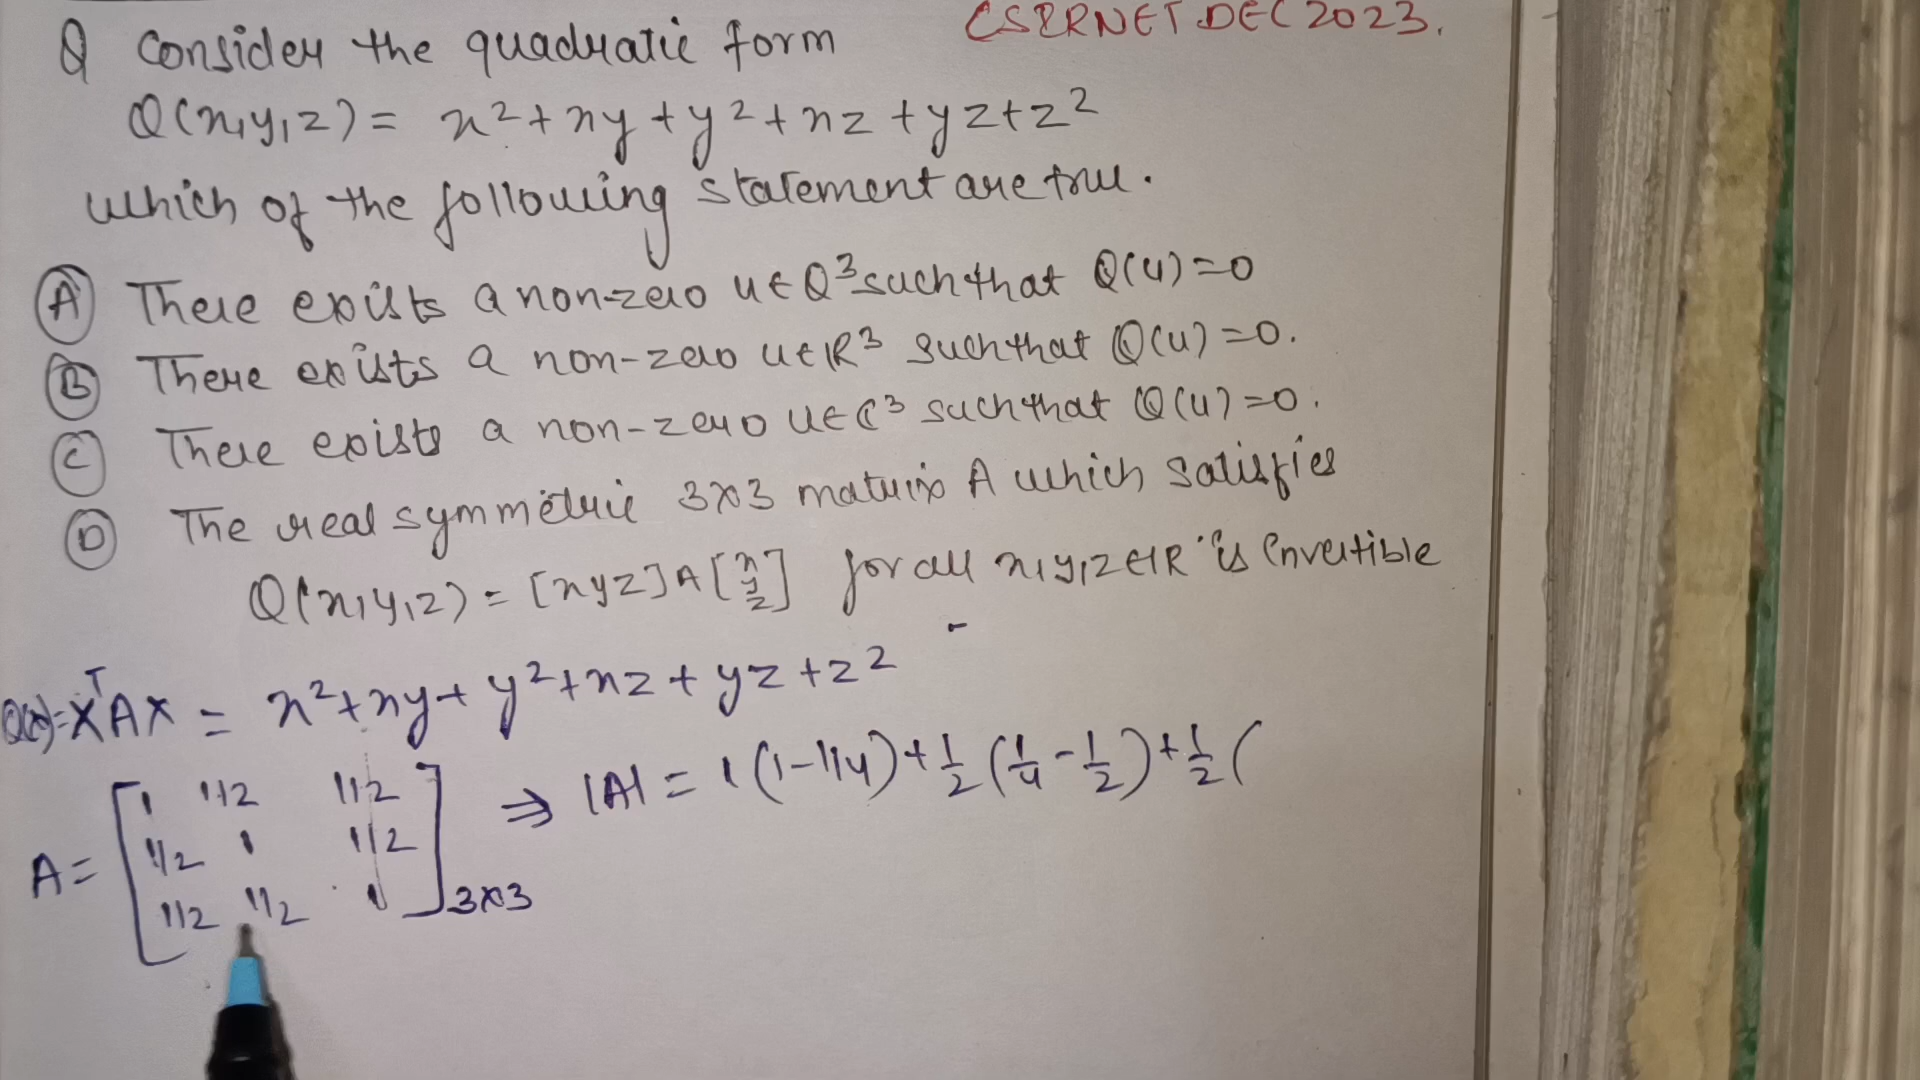 Q Consider the quadratic form CSIRNET DEC 2023.
Q(x,y,z) = x²+xy+y²+xz+yz+z²
which of the following statement are true.
(A) There exists a non-zero u∈Q³ such that Q(u)=0
(B) There exists a non-zero u∈ℝ³ such that Q(u)=0.
(C) There exists a non-zero u∈ℂ³ such that Q(u)=0.
(D) The real symmetric 3x3 matrix A which satisfies
Q(x,y,z) = [x y z] A [x y z] for all x,y,z∈ℝ is invertible
Q(x)=XᵀAX = x²+xy+y²+xz+yz+z²
A = [1 1/2 1/2 ⇒ |A| = 1(1-1/4)+1/2(1/4-1/2)+1/2(
1/2 1 1/2
1/2 1/2 1]3x3